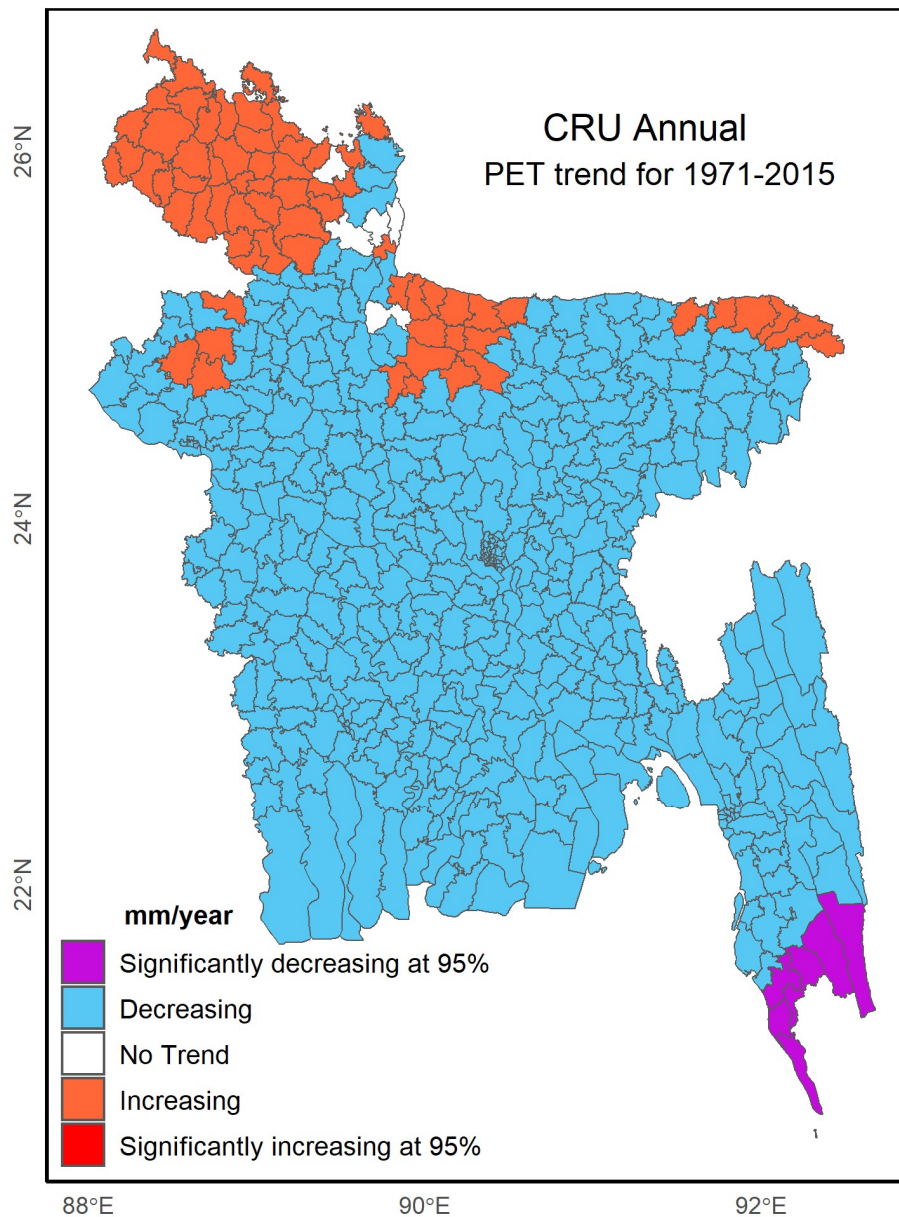 CRU Annual
PET trend for 1971-2015
26°N
24°N
22°N
mm/year
Significantly decreasing at 95%
Decreasing
No Trend
Increasing
Significantly increasing at 95%
88°E
90°E
92°E